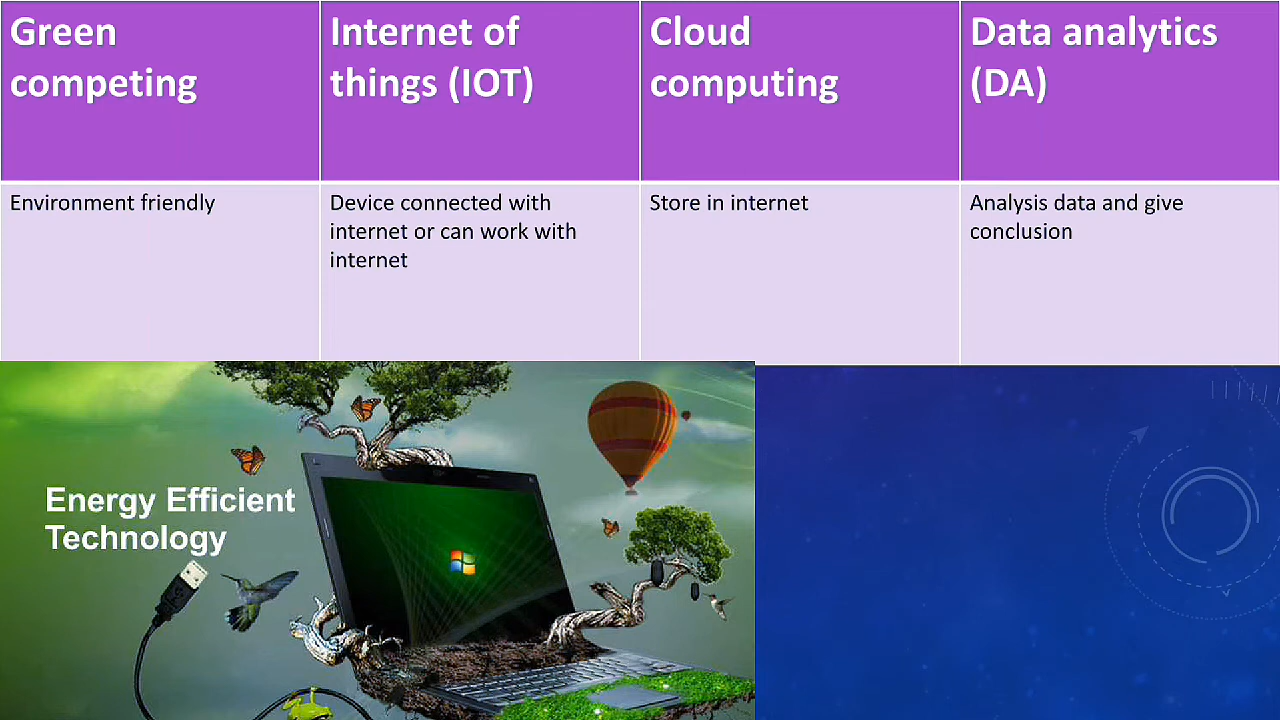 Green
competing
Internet of
things (IOT)
Cloud
computing
Data analytics
(DA)
Environment friendly
Device connected with
internet or can work with
internet
Store in internet
Analysis data and give
conclusion
Energy Efficient
Technology